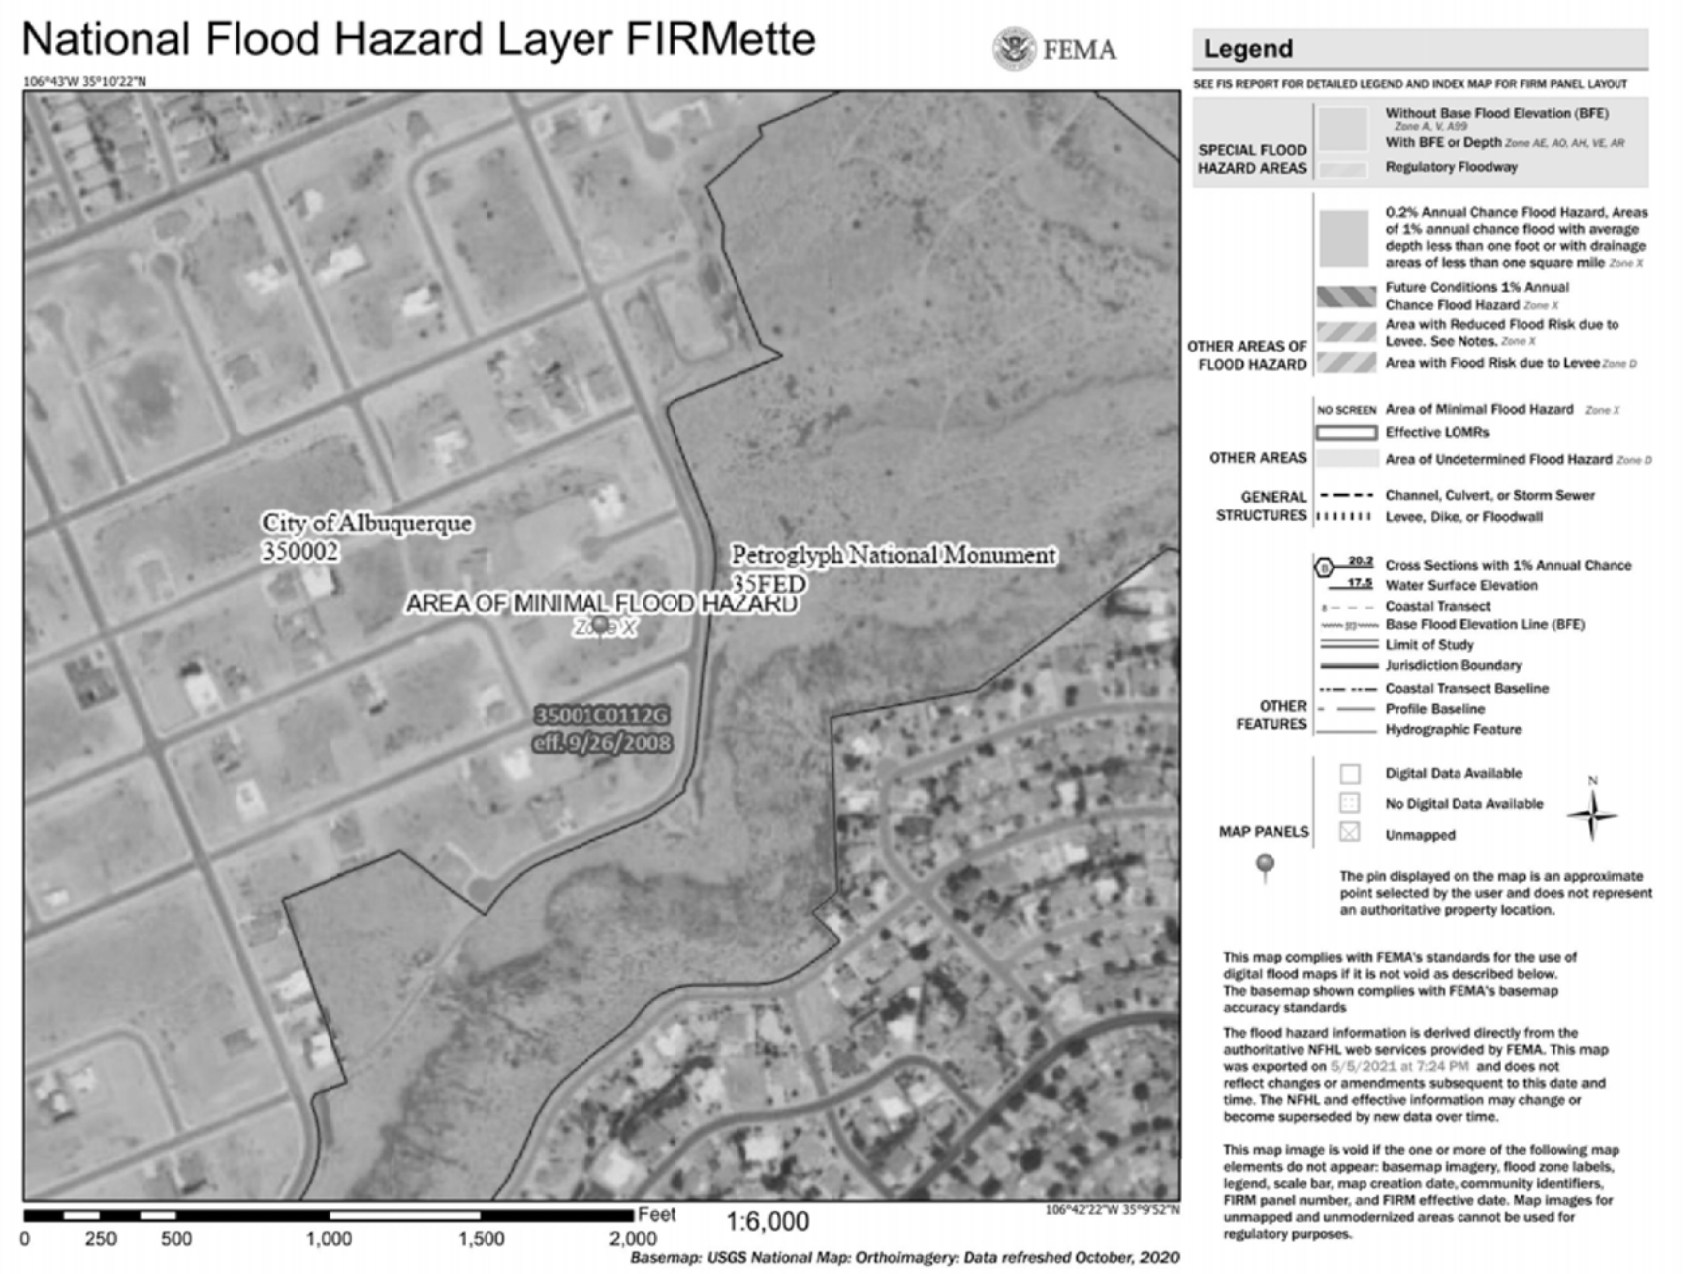 National Flood Hazard Layer FIRMette
FEMA
106°43'W 35°10'22"N
City of Albuquerque
350002
Petroglyph National Monument
35FED
AREA OF MINIMAL FLOOD HAZARD
Zone X
35001C0112G
eff. 9/26/2008
106°42'22"W 35°9'52"N
Feet
1:6,000
0
250
500
1,000
1,500
2,000
Basemap: USGS National Map: Orthoimagery: Data refreshed October, 2020
Legend
SEE FIS REPORT FOR DETAILED LEGEND AND INDEX MAP FOR FIRM PANEL LAYOUT
SPECIAL FLOOD
HAZARD AREAS
Without Base Flood Elevation (BFE)
Zone A, V, A99
With BFE or Depth Zone AE, AO, AH, VE, AR
Regulatory Floodway
OTHER AREAS OF
FLOOD HAZARD
0.2% Annual Chance Flood Hazard, Areas
of 1% annual chance flood with average
depth less than one foot or with drainage
areas of less than one square mile Zone X
Future Conditions 1% Annual
Chance Flood Hazard Zone X
Area with Reduced Flood Risk due to
Levee. See Notes. Zone X
Area with Flood Risk due to Levee Zone D
OTHER AREAS
NO SCREEN Area of Minimal Flood Hazard Zone X
Effective LOMRs
Area of Undetermined Flood Hazard Zone D
GENERAL
STRUCTURES
Channel, Culvert, or Storm Sewer
Levee, Dike, or Floodwall
OTHER
FEATURES
B 20.2 Cross Sections with 1% Annual Chance
17.5 Water Surface Elevation
8 Coastal Transect
513 Base Flood Elevation Line (BFE)
Limit of Study
Jurisdiction Boundary
Coastal Transect Baseline
Profile Baseline
Hydrographic Feature
MAP PANELS
Digital Data Available
No Digital Data Available
Unmapped
N
The pin displayed on the map is an approximate
point selected by the user and does not represent
an authoritative property location.
This map complies with FEMA's standards for the use of
digital flood maps if it is not void as described below.
The basemap shown complies with FEMA's basemap
accuracy standards
The flood hazard information is derived directly from the
authoritative NFHL web services provided by FEMA. This map
was exported on 5/5/2021 at 7:24 PM and does not
reflect changes or amendments subsequent to this date and
time. The NFHL and effective information may change or
become superseded by new data over time.
This map image is void if the one or more of the following map
elements do not appear: basemap imagery, flood zone labels,
legend, scale bar, map creation date, community identifiers,
FIRM panel number, and FIRM effective date. Map images for
unmapped and unmodernized areas cannot be used for
regulatory purposes.